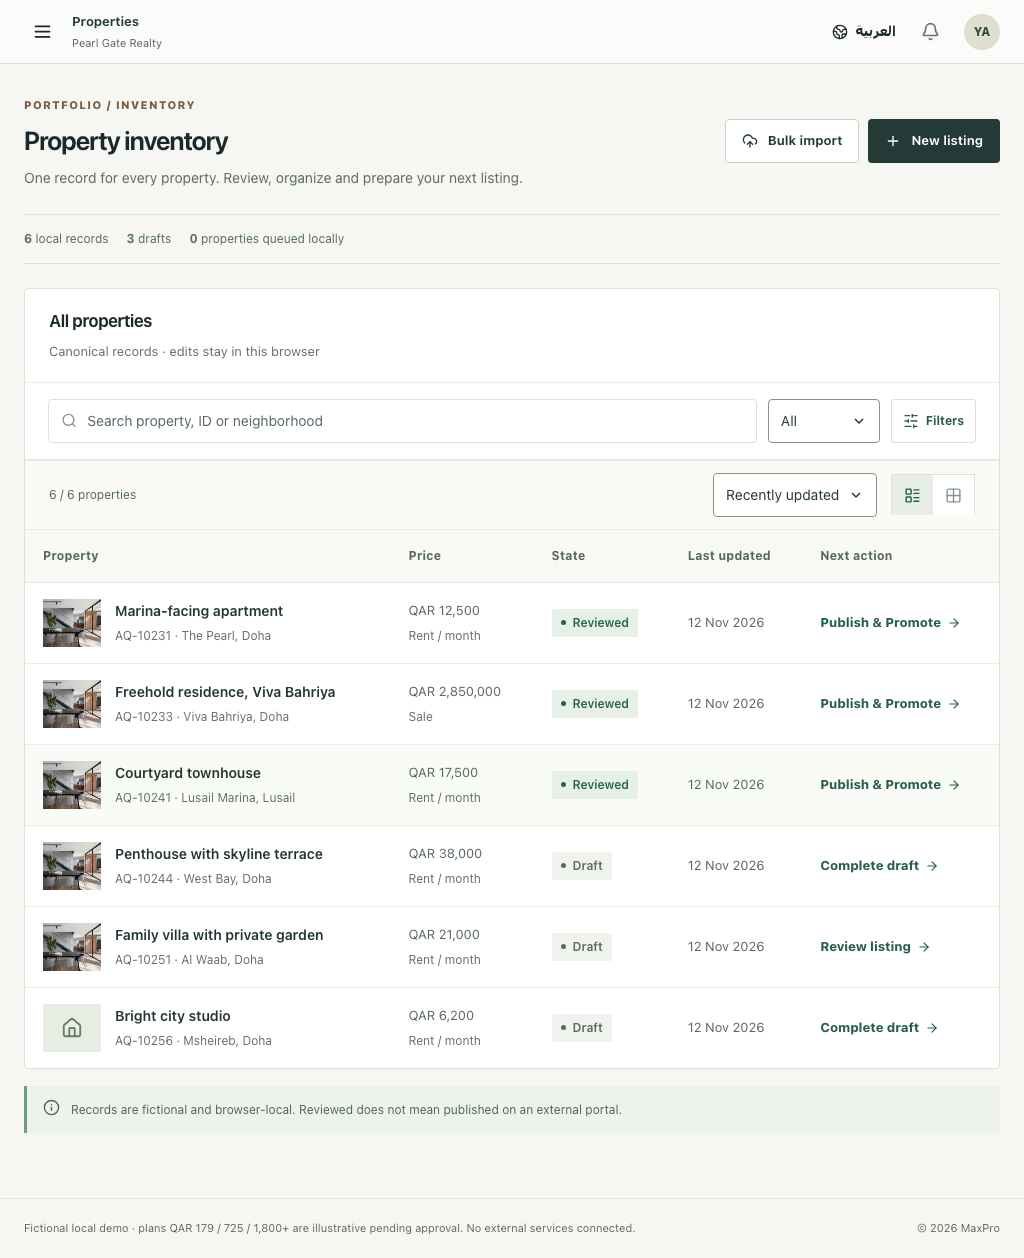 Properties
Pearl Gate Realty
العربية
YA
PORTFOLIO / INVENTORY
Property inventory
Bulk import
New listing
One record for every property. Review, organize and prepare your next listing.
6 local records 3 drafts 0 properties queued locally
All properties
Canonical records · edits stay in this browser
Search property, ID or neighborhood
All
Filters
6 / 6 properties
Recently updated
Property Price State Last updated Next action
Marina-facing apartment
AQ-10231 · The Pearl, Doha
QAR 12,500
Rent / month
Reviewed
12 Nov 2026
Publish & Promote →
Freehold residence, Viva Bahriya
AQ-10233 · Viva Bahriya, Doha
QAR 2,850,000
Sale
Reviewed
12 Nov 2026
Publish & Promote →
Courtyard townhouse
AQ-10241 · Lusail Marina, Lusail
QAR 17,500
Rent / month
Reviewed
12 Nov 2026
Publish & Promote →
Penthouse with skyline terrace
AQ-10244 · West Bay, Doha
QAR 38,000
Rent / month
Draft
12 Nov 2026
Complete draft →
Family villa with private garden
AQ-10251 · Al Waab, Doha
QAR 21,000
Rent / month
Draft
12 Nov 2026
Review listing →
Bright city studio
AQ-10256 · Msheireb, Doha
QAR 6,200
Rent / month
Draft
12 Nov 2026
Complete draft →
Records are fictional and browser-local. Reviewed does not mean published on an external portal.
Fictional local demo · plans QAR 179 / 725 / 1,800+ are illustrative pending approval. No external services connected.
© 2026 MaxPro